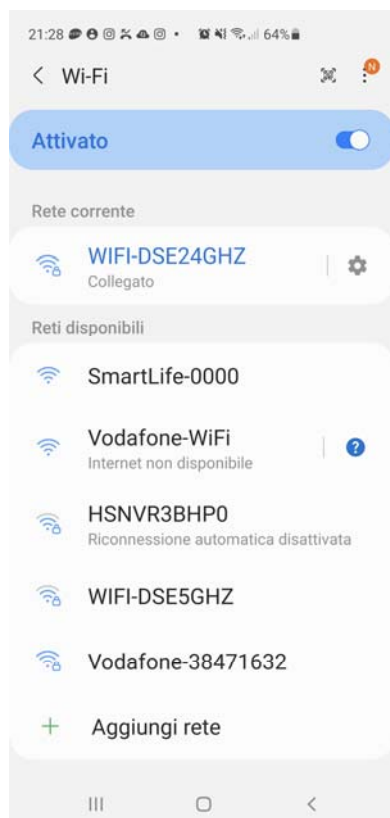 21:28 64%
Wi-Fi
N
Attivato
Rete corrente
WIFI-DSE24GHZ
Collegato
Reti disponibili
SmartLife-0000
Vodafone-WiFi
Internet non disponibile
?
HSNVR3BHP0
Riconnessione automatica disattivata
WIFI-DSE5GHZ
Vodafone-38471632
+ Aggiungi rete